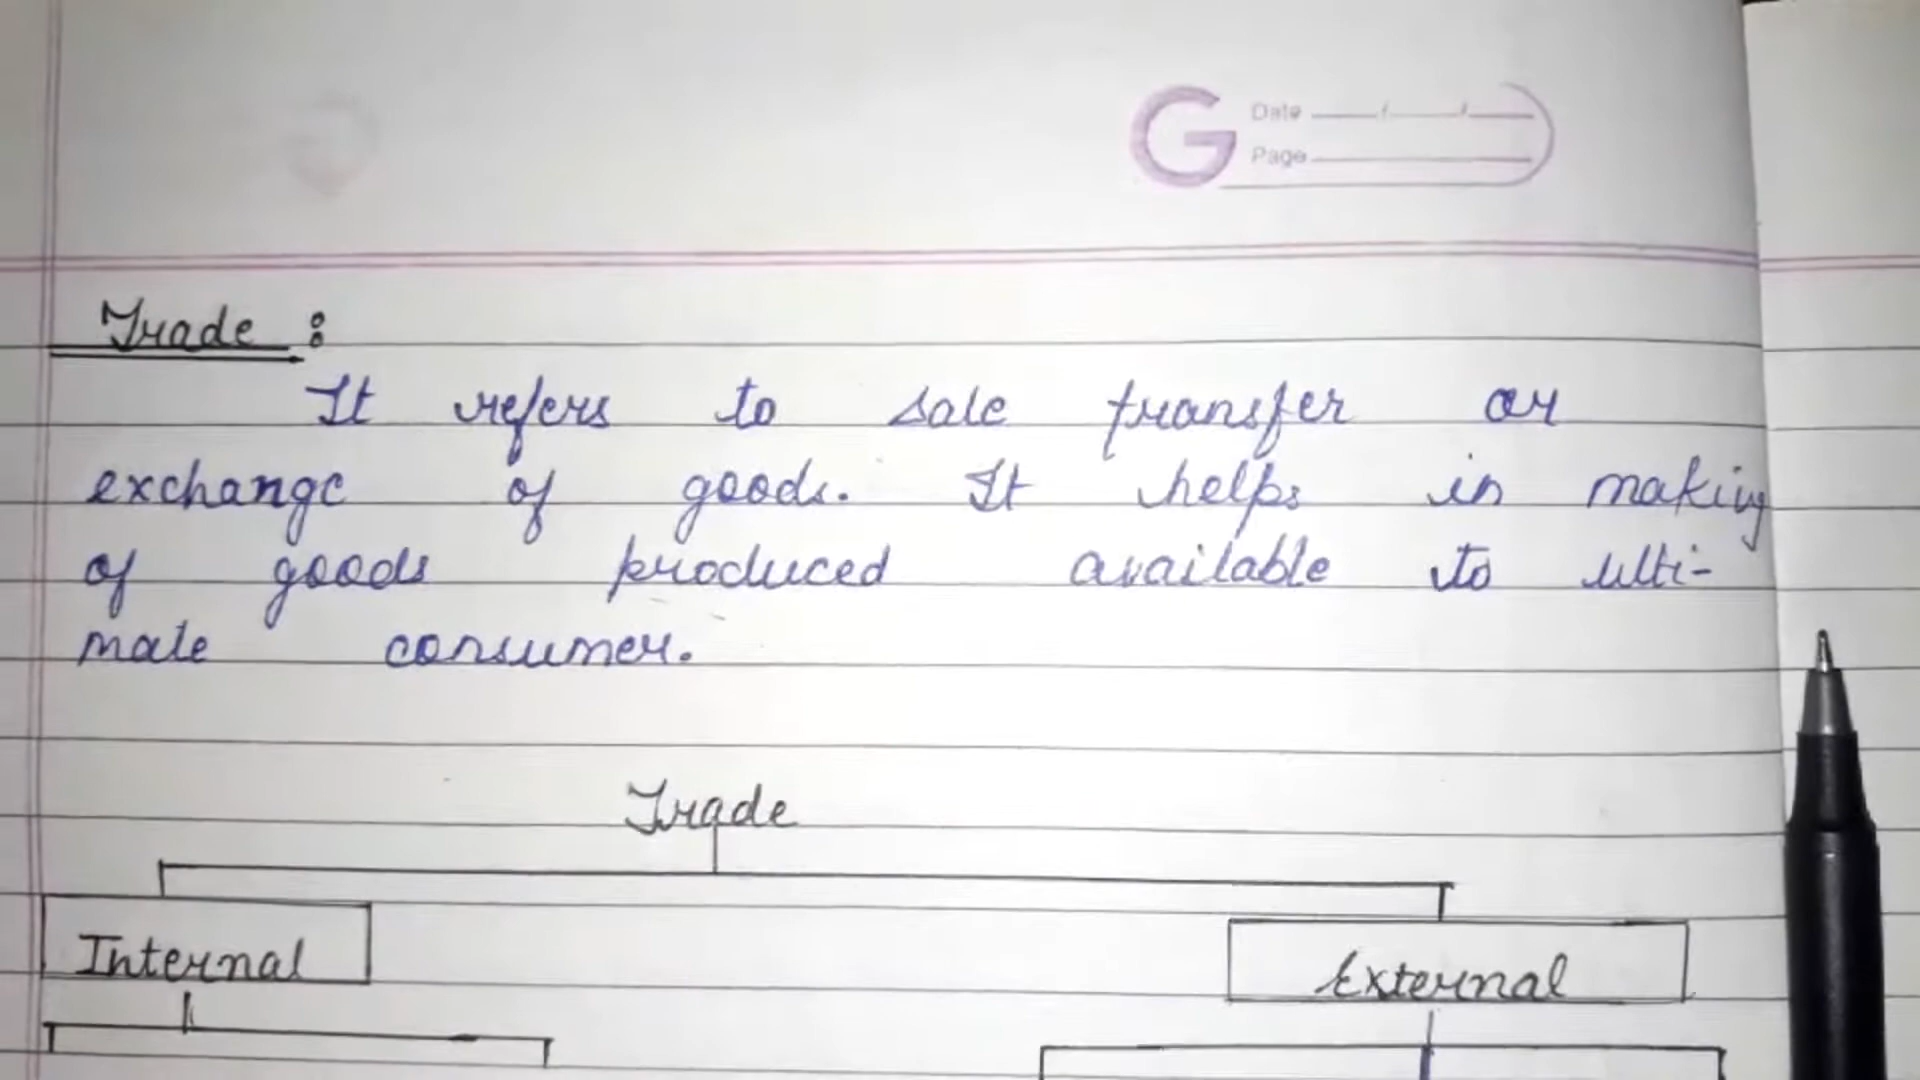 G
Date
Page
Trade :
It refers to sale transfer or
exchange of goods. It helps in making
of goods produced available to ulti-
mate consumer.
Trade
Internal
External